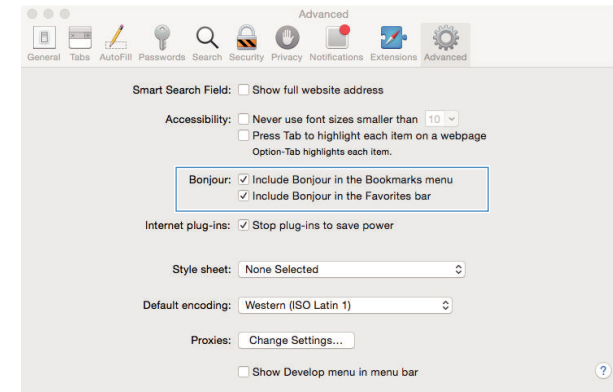 Advanced
General Tabs AutoFill Passwords Search Security Privacy Notifications Extensions Advanced
Smart Search Field: Show full website address
Accessibility: Never use font sizes smaller than 10
Press Tab to highlight each item on a webpage
Option-Tab highlights each item.
Bonjour: Include Bonjour in the Bookmarks menu
Include Bonjour in the Favorites bar
Internet plug-ins: Stop plug-ins to save power
Style sheet: None Selected
Default encoding: Western (ISO Latin 1)
Proxies: Change Settings...
Show Develop menu in menu bar
?